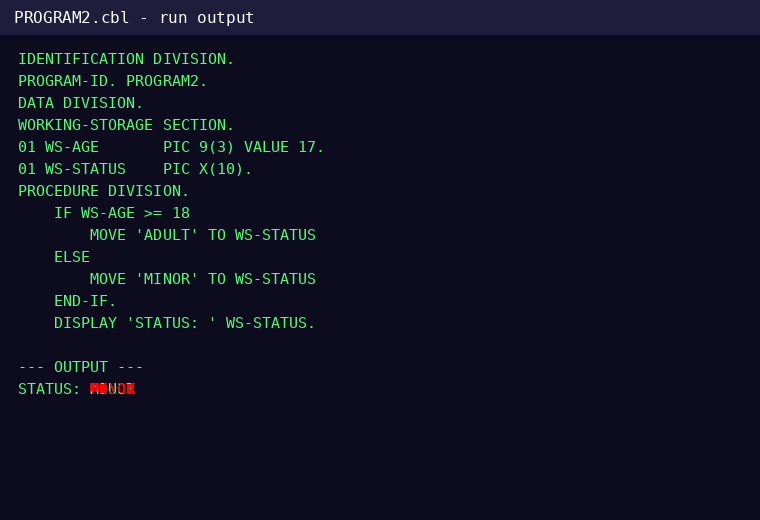 PROGRAM2.cbl - run output
IDENTIFICATION DIVISION.
PROGRAM-ID. PROGRAM2.
DATA DIVISION.
WORKING-STORAGE SECTION.
01 WS-AGE       PIC 9(3) VALUE 17.
01 WS-STATUS    PIC X(10).
PROCEDURE DIVISION.
    IF WS-AGE >= 18
        MOVE 'ADULT' TO WS-STATUS
    ELSE
        MOVE 'MINOR' TO WS-STATUS
    END-IF.
    DISPLAY 'STATUS: ' WS-STATUS.
--- OUTPUT ---
STATUS: